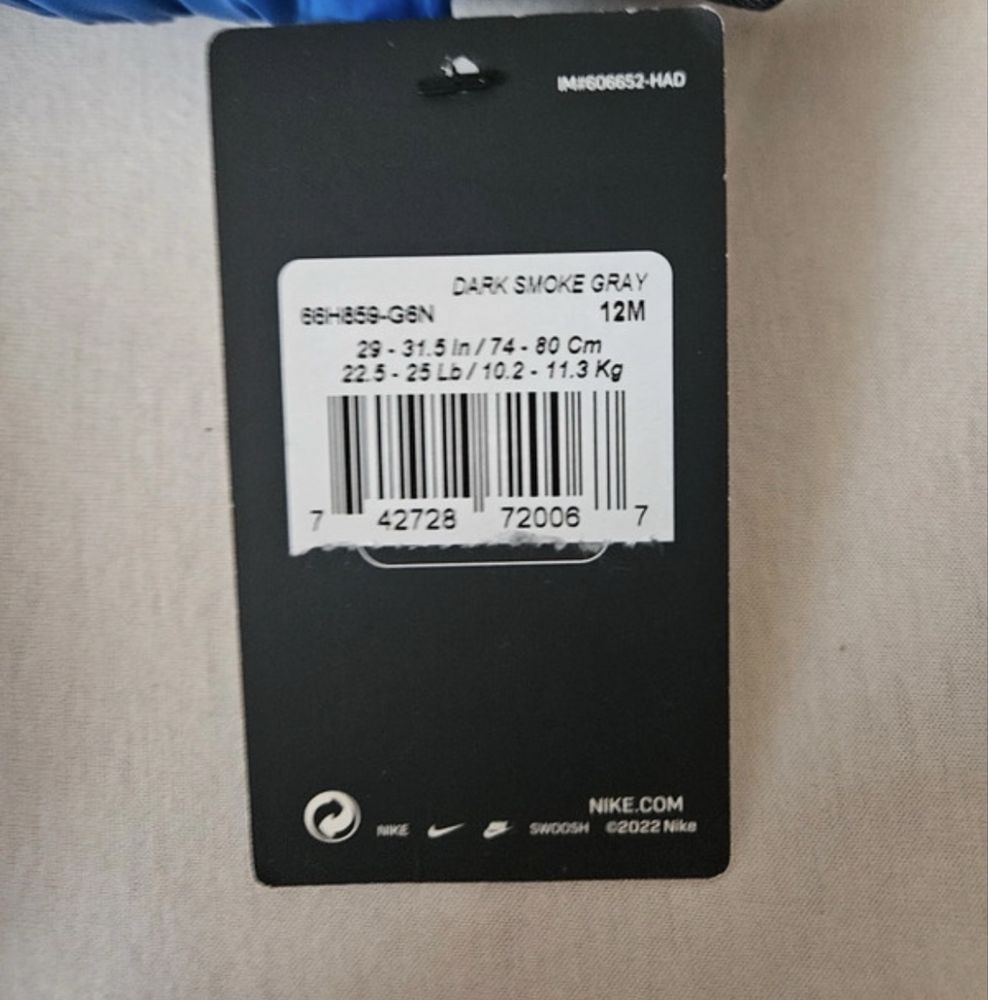 IM#606652-HAD
DARK SMOKE GRAY
66H859-G6N 12M
29 - 31.5 In / 74 - 80 Cm
22.5 - 25 Lb / 10.2 - 11.3 Kg
7 42728 72006 7
NIKE.COM
NIKE SWOOSH ©2022 Nike